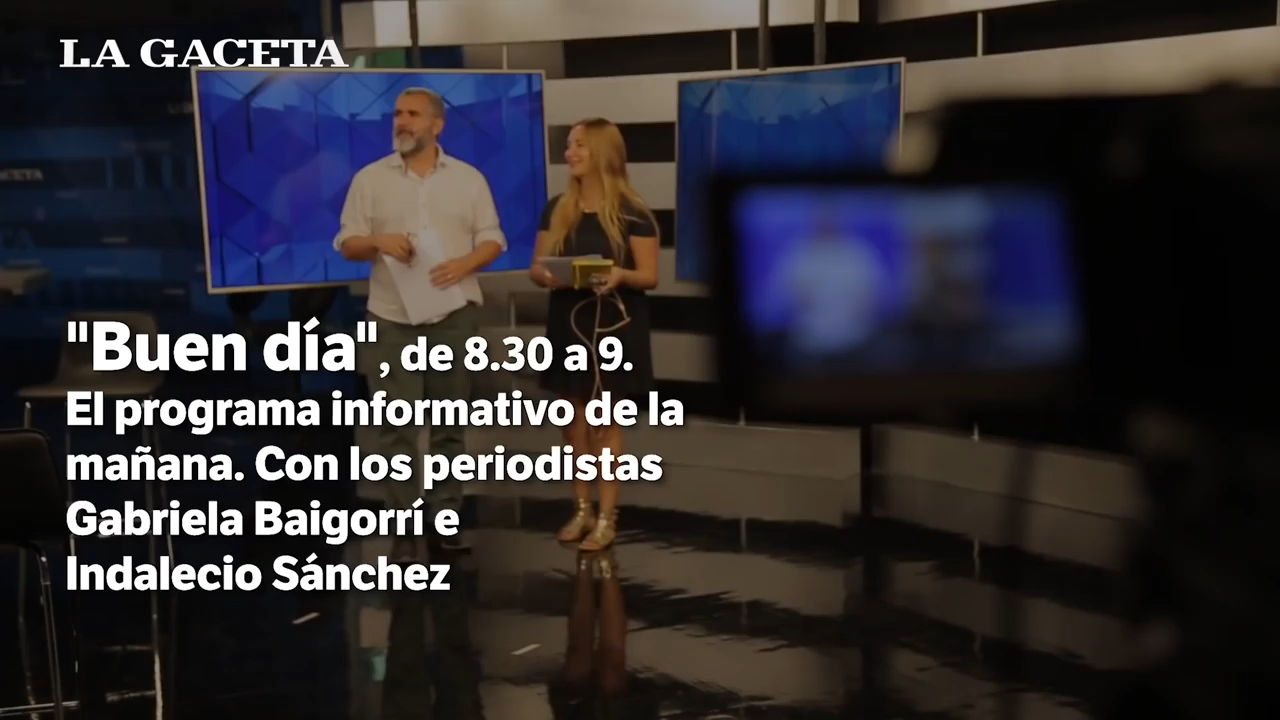 LA GACETA
"Buen día", de 8.30 a 9.
El programa informativo de la
mañana. Con los periodistas
Gabriela Baigorrí e
Indalecio Sánchez